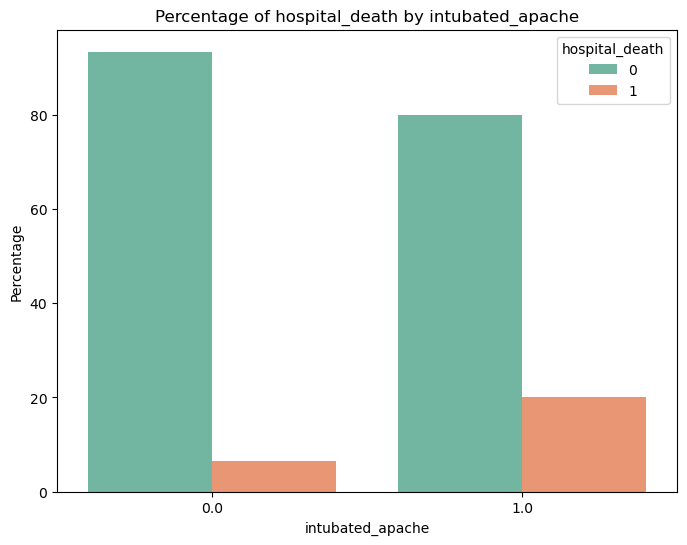 Percentage of hospital_death by intubated_apache
hospital_death
0
1
Percentage
80
60
40
20
0
0.0
1.0
intubated_apache